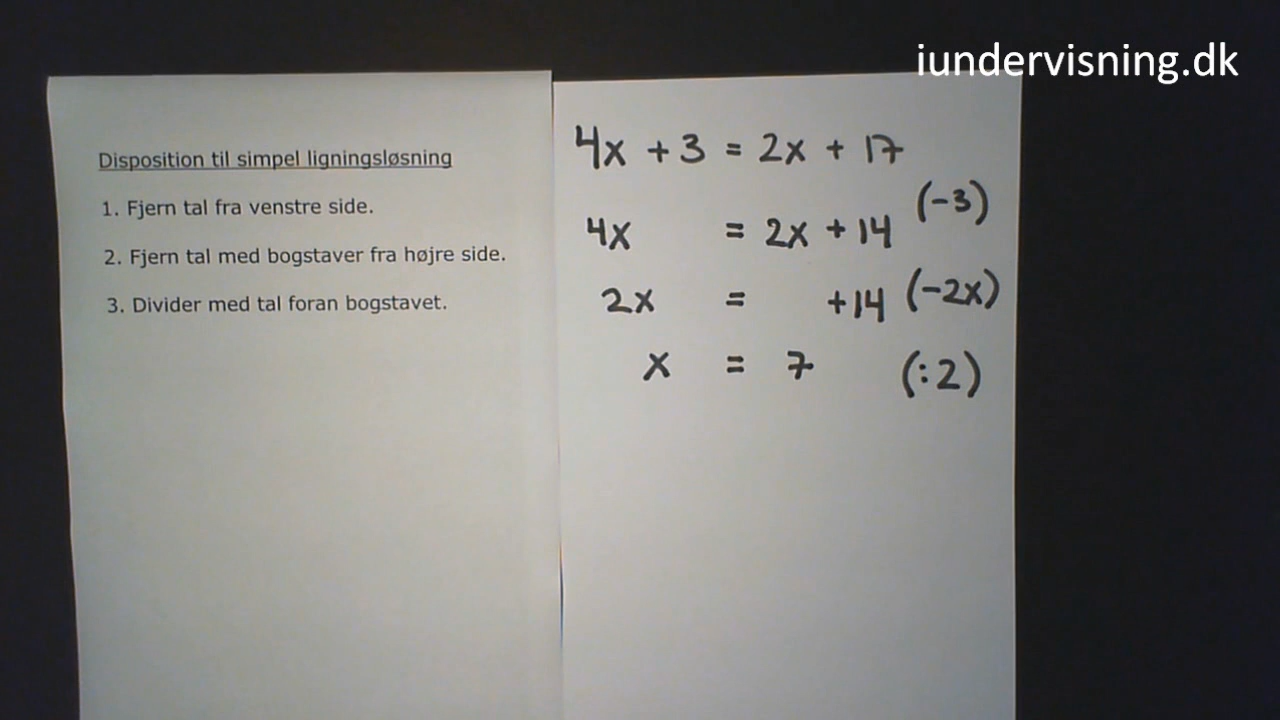 iundervisning.dk
Disposition til simpel ligningsløsning
1. Fjern tal fra venstre side.
2. Fjern tal med bogstaver fra højre side.
3. Divider med tal foran bogstavet.
4x + 3 = 2x + 17
4x = 2x + 14 (-3)
2x = +14 (-2x)
x = 7 (:2)